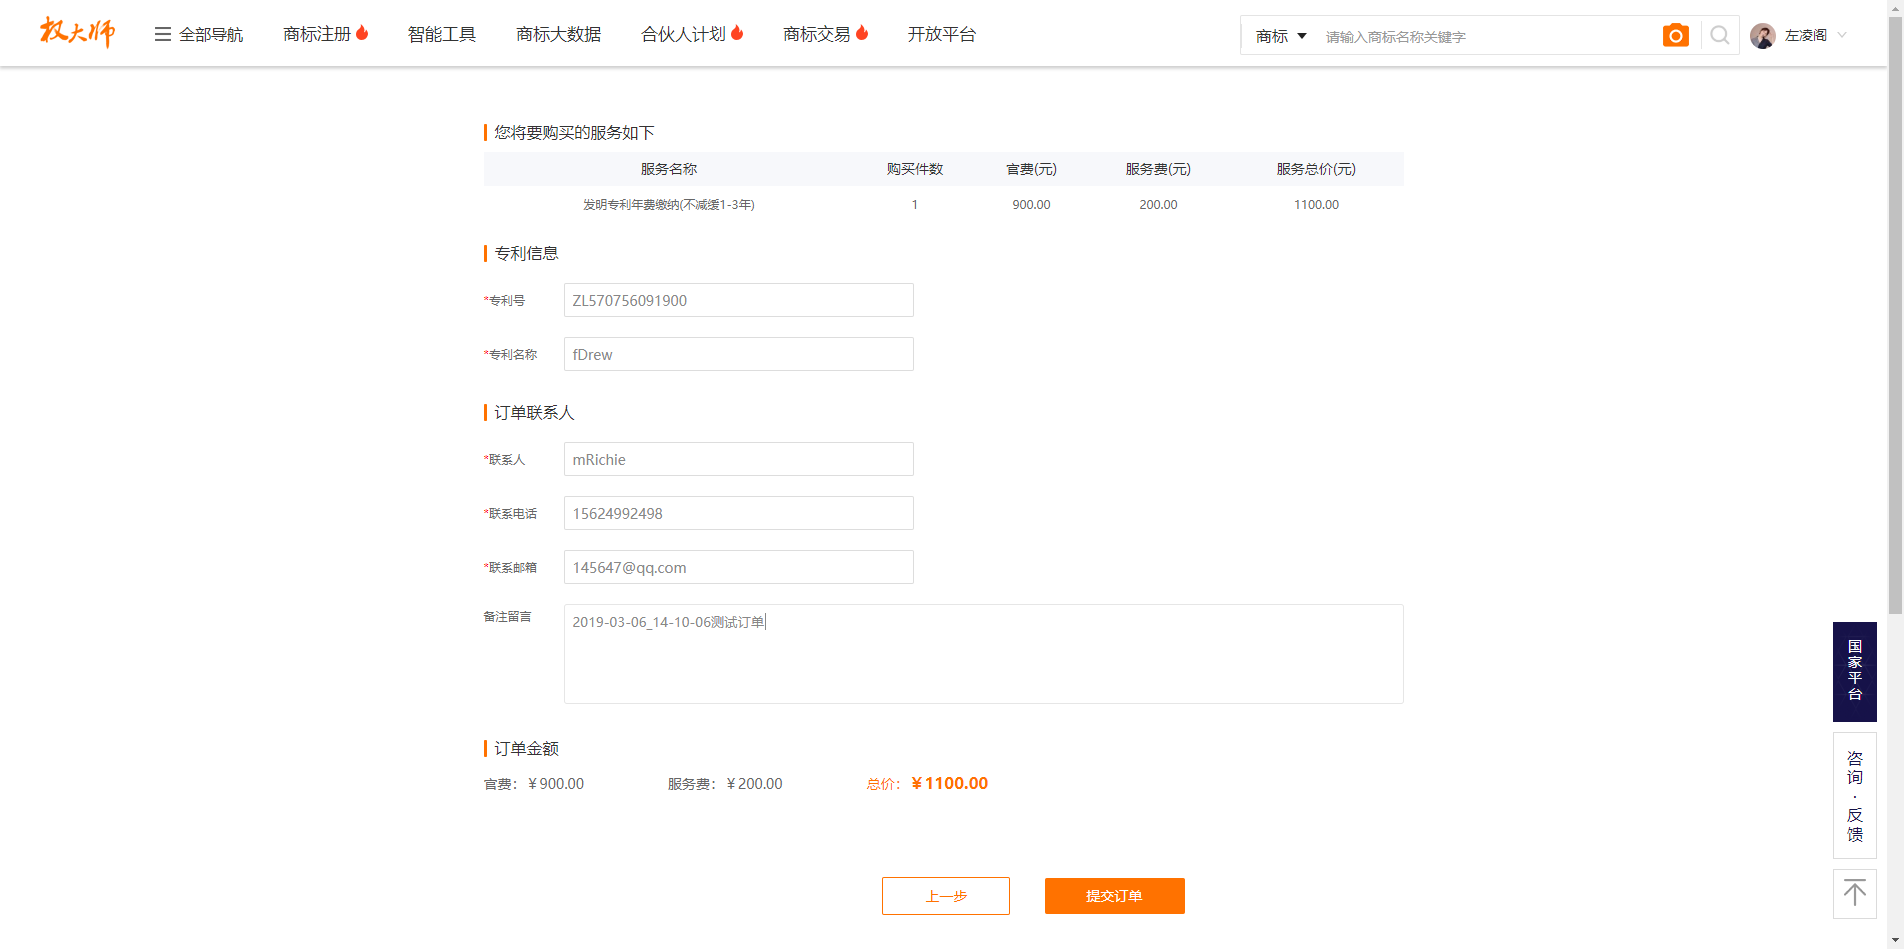 权大师 全部导航 商标注册 智能工具 商标大数据 合伙人计划 商标交易 开放平台 商标 请输入商标名称关键字 左凌阁
您将要购买的服务如下
服务名称 购买件数 官费(元) 服务费(元) 服务总价(元)
发明专利年费缴纳(不减缓1-3年) 1 900.00 200.00 1100.00
专利信息
*专利号 ZL570756091900
*专利名称 fDrew
订单联系人
*联系人 mRichie
*联系电话 15624992498
*联系邮箱 145647@qq.com
备注留言 2019-03-06_14-10-06测试订单
订单金额
官费：￥900.00 服务费：￥200.00 总价：￥1100.00
上一步 提交订单
国家平台
咨询·反馈